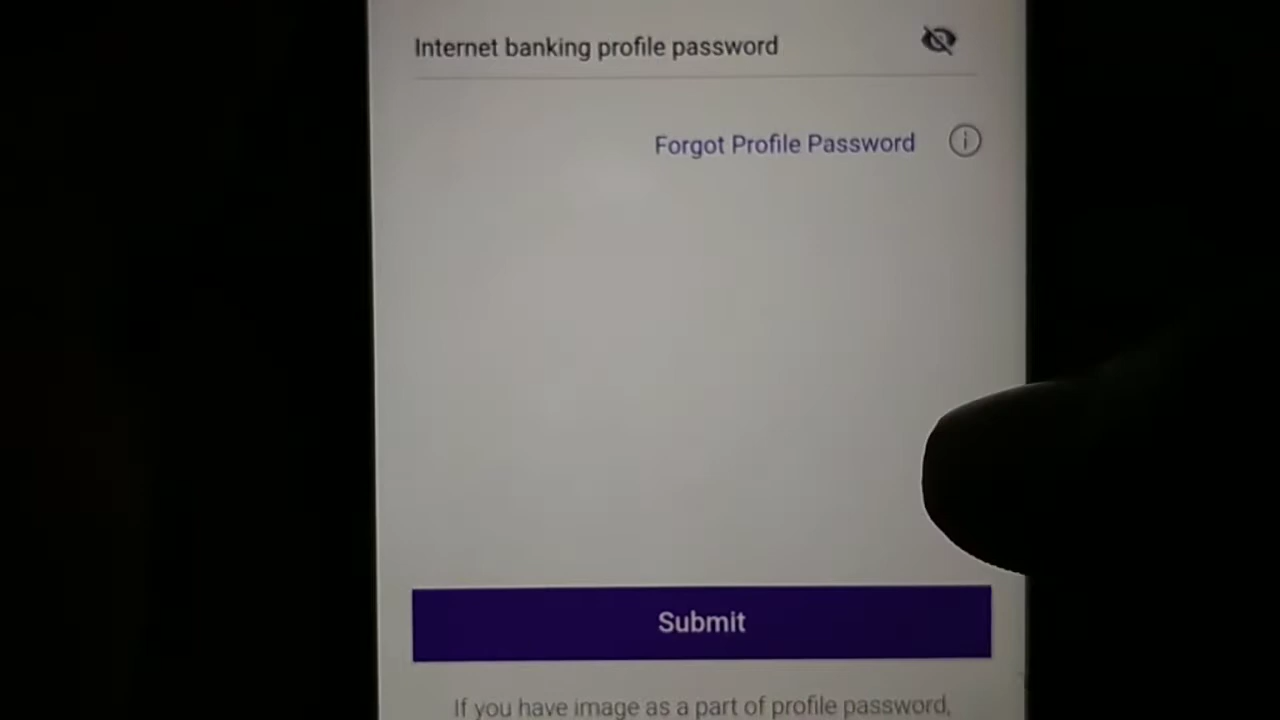 Internet banking profile password
Forgot Profile Password
Submit
If you have image as a part of profile password,